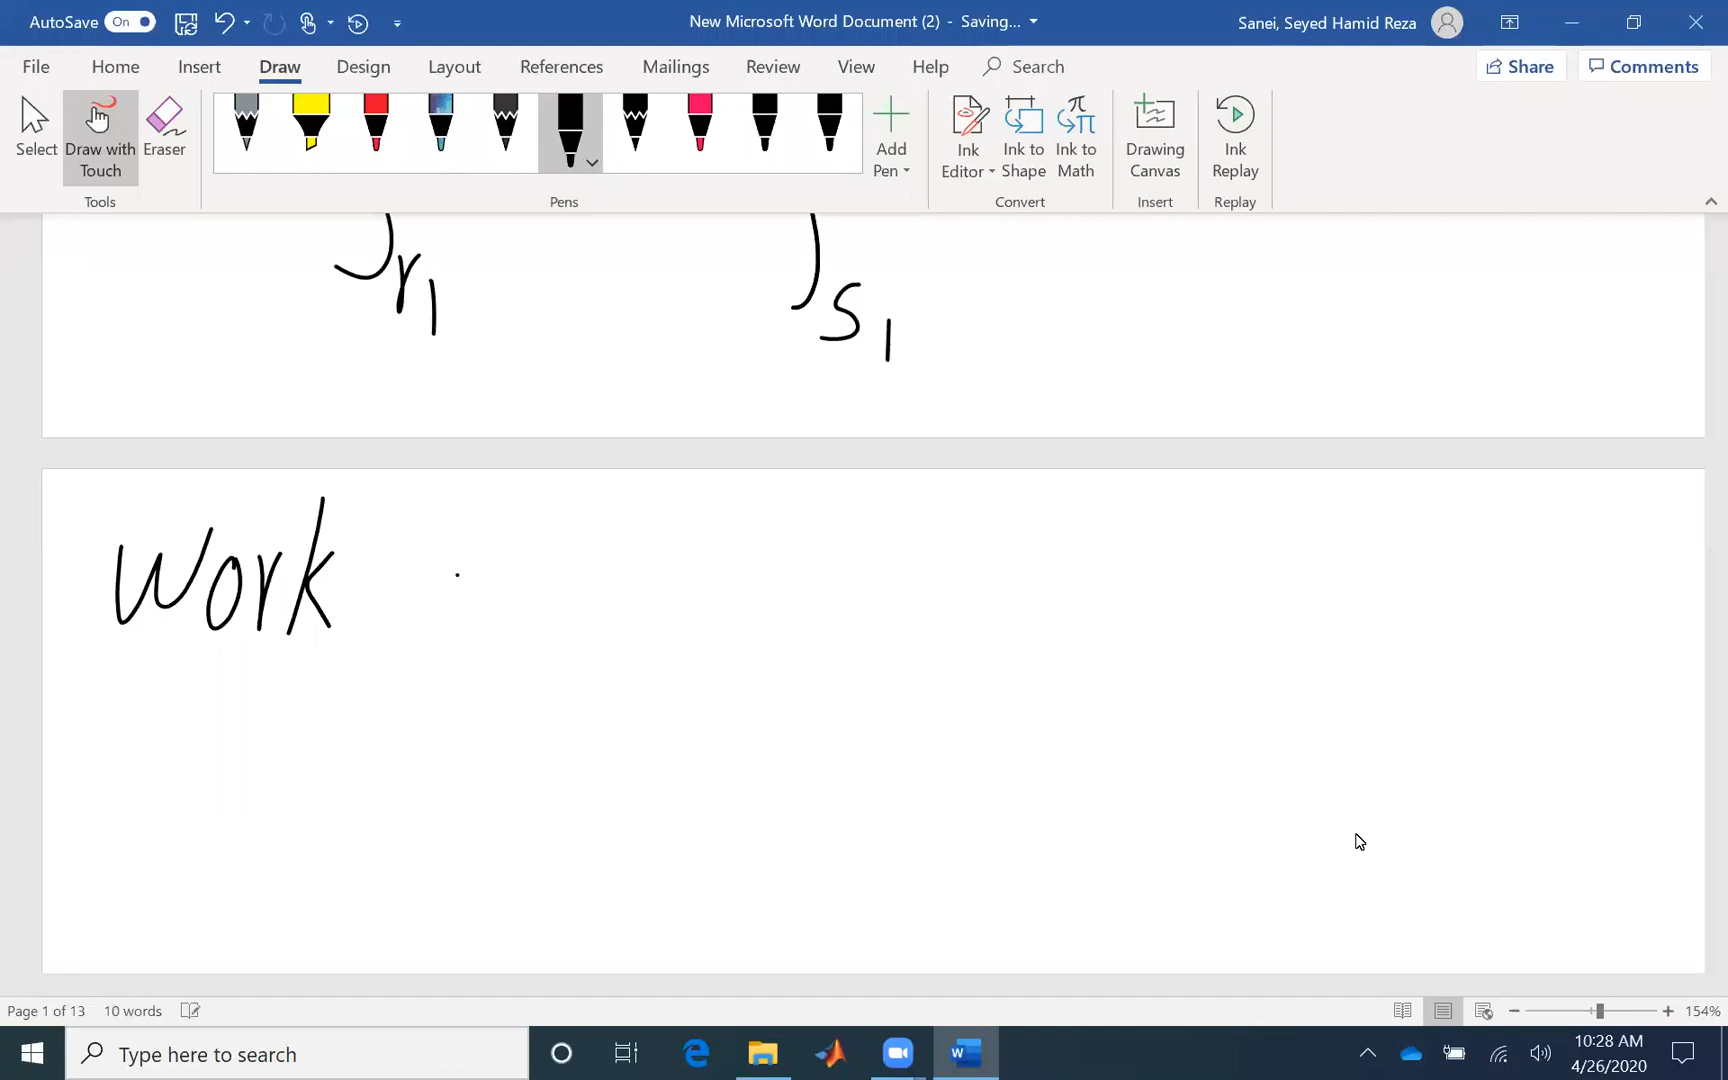 AutoSave On New Microsoft Word Document (2) - Saving... Sanei, Seyed Hamid Reza
File Home Insert Draw Design Layout References Mailings Review View Help Search Share Comments
Select Draw with Touch Eraser Add Pen Ink Editor Ink to Shape Ink to Math Drawing Canvas Ink Replay
Tools Pens Convert Insert Replay
r1 S1
Work
Page 1 of 13 10 words 154%
Type here to search 10:28 AM
4/26/2020